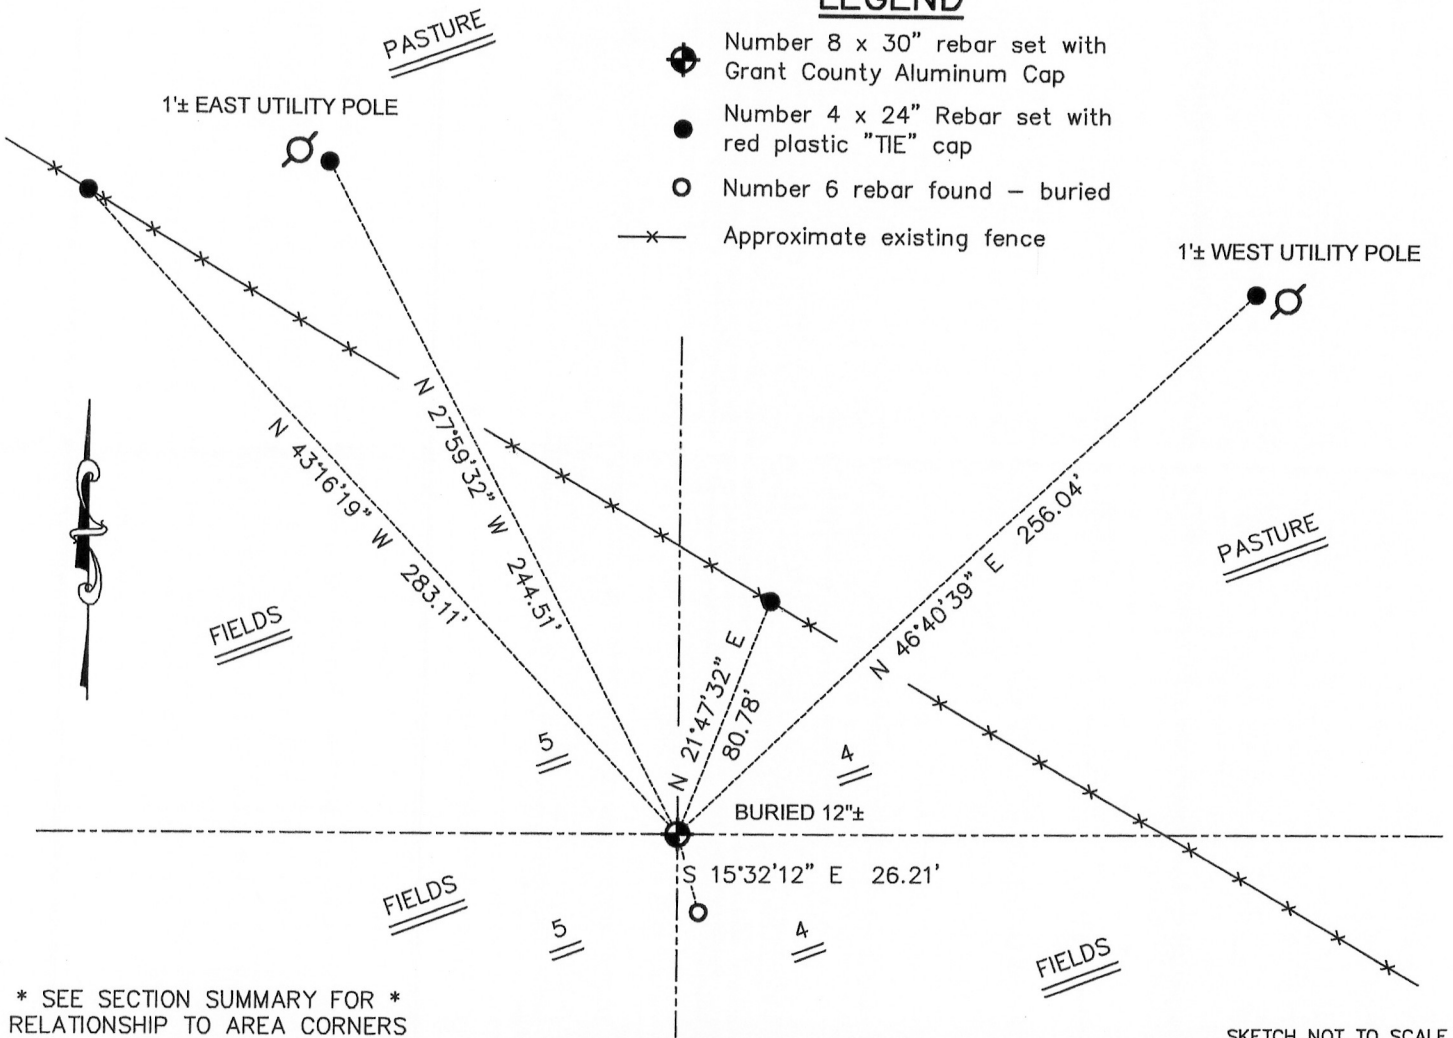 LEGEND
PASTURE
Number 8 x 30" rebar set with
Grant County Aluminum Cap
1'± EAST UTILITY POLE
Number 4 x 24" Rebar set with
red plastic "TIE" cap
Number 6 rebar found – buried
Approximate existing fence
1'± WEST UTILITY POLE
N 43°16'19" W 283.11'
N 27°59'32" W 244.51'
N 21°47'32" E
80.78'
N 46°40'39" E 256.04'
PASTURE
FIELDS
5
4
BURIED 12"±
S 15°32'12" E 26.21'
FIELDS
5
4
FIELDS
* SEE SECTION SUMMARY FOR *
RELATIONSHIP TO AREA CORNERS
SKETCH NOT TO SCALE